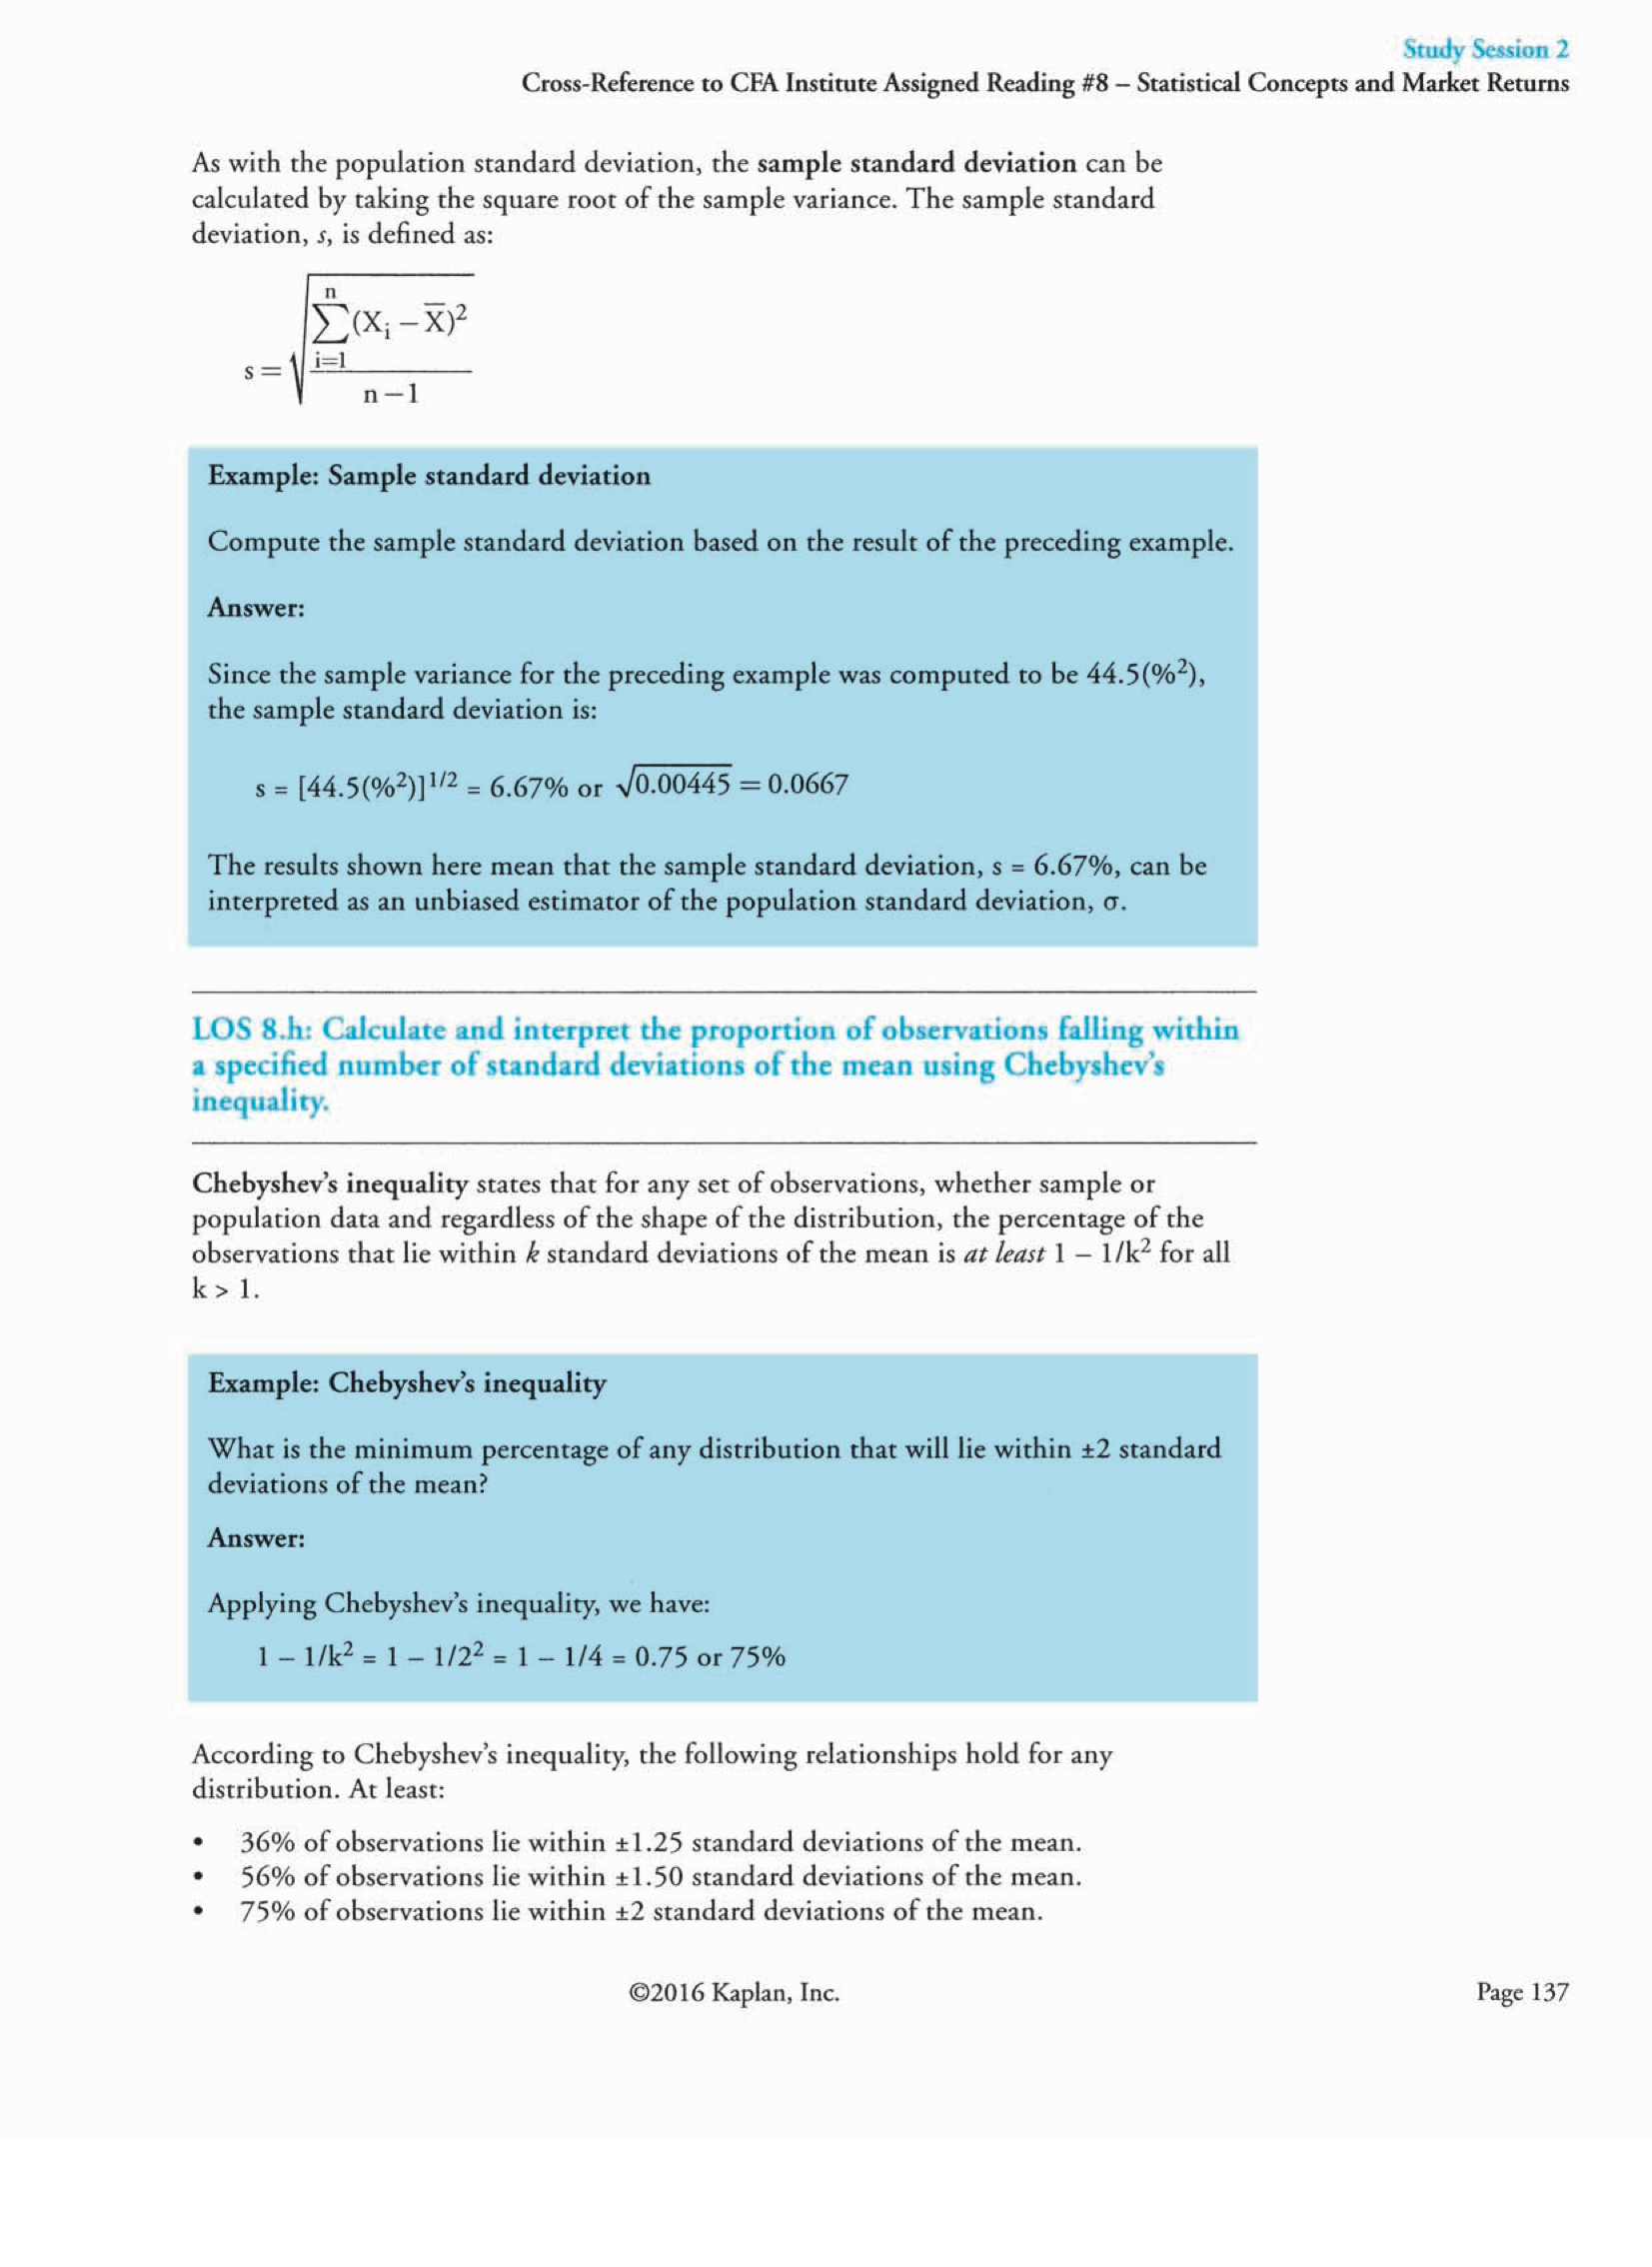 Study Session 2
Cross-Reference to CFA Institute Assigned Reading #8 – Statistical Concepts and Market Returns
As with the population standard deviation, the sample standard deviation can be
calculated by taking the square root of the sample variance. The sample standard
deviation, s, is defined as:
n
∑(Xᵢ – X̄)²
s = √ i=1
n – 1
Example: Sample standard deviation
Compute the sample standard deviation based on the result of the preceding example.
Answer:
Since the sample variance for the preceding example was computed to be 44.5(%²),
the sample standard deviation is:
s = [44.5(%²)]¹/² = 6.67% or √0.00445 = 0.0667
The results shown here mean that the sample standard deviation, s = 6.67%, can be
interpreted as an unbiased estimator of the population standard deviation, σ.
LOS 8.h: Calculate and interpret the proportion of observations falling within
a specified number of standard deviations of the mean using Chebyshev's
inequality.
Chebyshev's inequality states that for any set of observations, whether sample or
population data and regardless of the shape of the distribution, the percentage of the
observations that lie within k standard deviations of the mean is at least 1 – 1/k² for all
k > 1.
Example: Chebyshev's inequality
What is the minimum percentage of any distribution that will lie within ±2 standard
deviations of the mean?
Answer:
Applying Chebyshev's inequality, we have:
1 – 1/k² = 1 – 1/2² = 1 – 1/4 = 0.75 or 75%
According to Chebyshev's inequality, the following relationships hold for any
distribution. At least:
• 36% of observations lie within ±1.25 standard deviations of the mean.
• 56% of observations lie within ±1.50 standard deviations of the mean.
• 75% of observations lie within ±2 standard deviations of the mean.
©2016 Kaplan, Inc.
Page 137